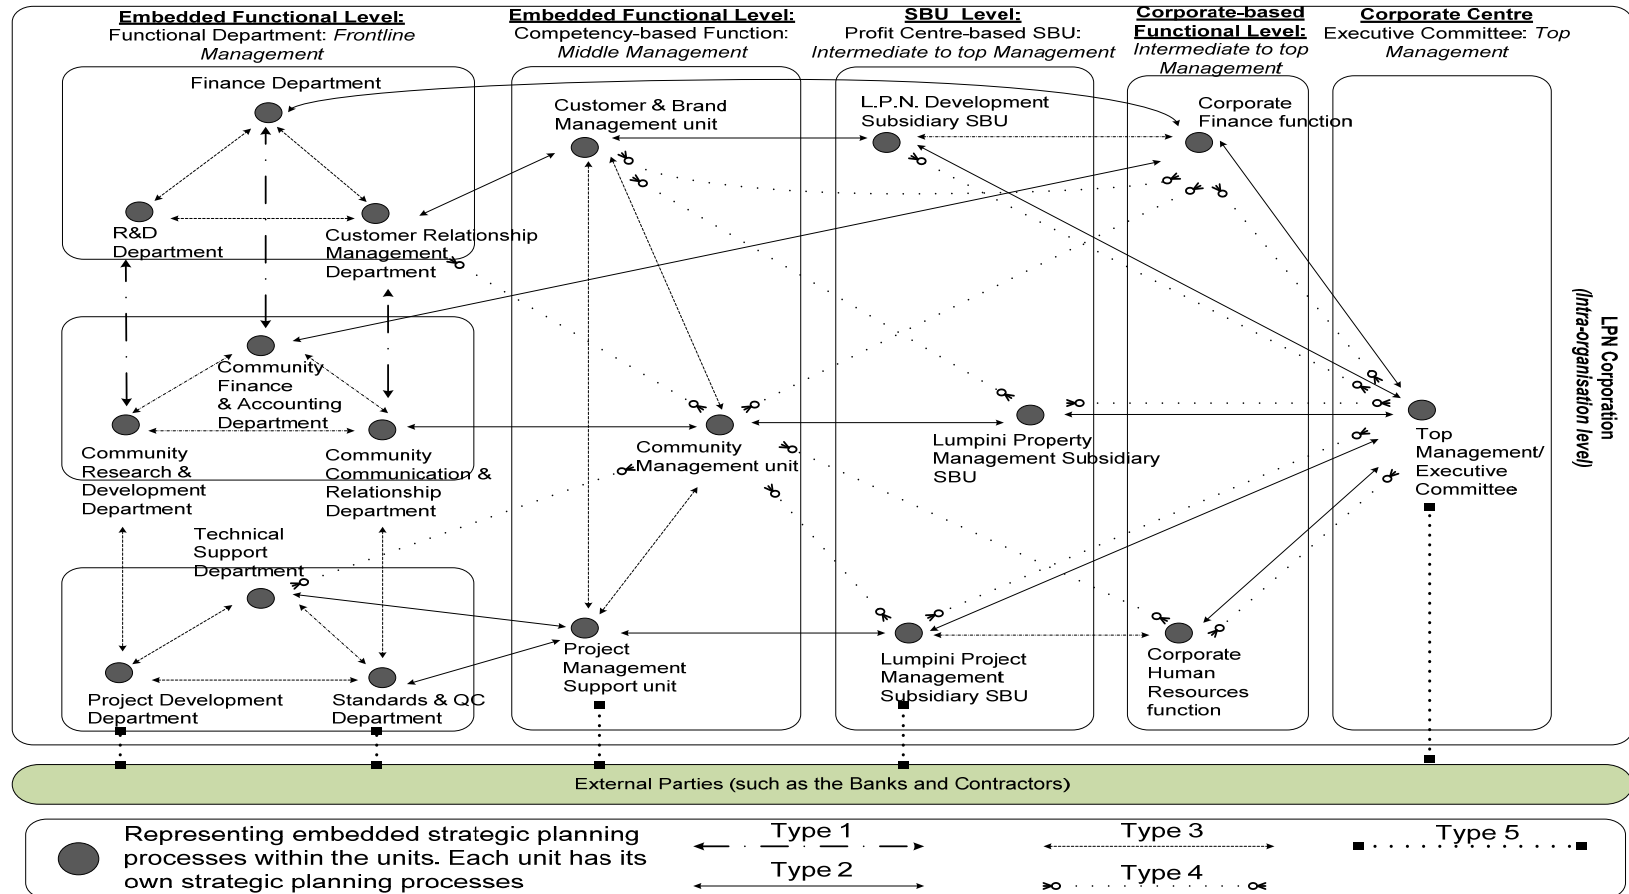 Embedded Functional Level:
Functional Department: Frontline
Management
Embedded Functional Level:
Competency-based Function:
Middle Management
SBU Level:
Profit Centre-based SBU:
Intermediate to top Management
Corporate-based
Functional Level:
Intermediate to top
Management
Corporate Centre
Executive Committee: Top
Management
Finance Department
R&D
Department
Customer Relationship
Management
Department
Community
Finance
& Accounting
Department
Community
Research &
Development
Department
Community
Communication &
Relationship
Department
Technical
Support
Department
Project Development
Department
Standards & QC
Department
Customer & Brand
Management unit
Community
Management unit
Project
Management
Support unit
L.P.N. Development
Subsidiary SBU
Lumpini Property
Management Subsidiary
SBU
Lumpini Project
Management
Subsidiary SBU
Corporate
Finance function
Corporate
Human
Resources
function
Top
Management/
Executive
Committee
LPN Corporation
(Intra-organisation level)
External Parties (such as the Banks and Contractors)
Representing embedded strategic planning
processes within the units. Each unit has its
own strategic planning processes
Type 1
Type 2
Type 3
Type 4
Type 5